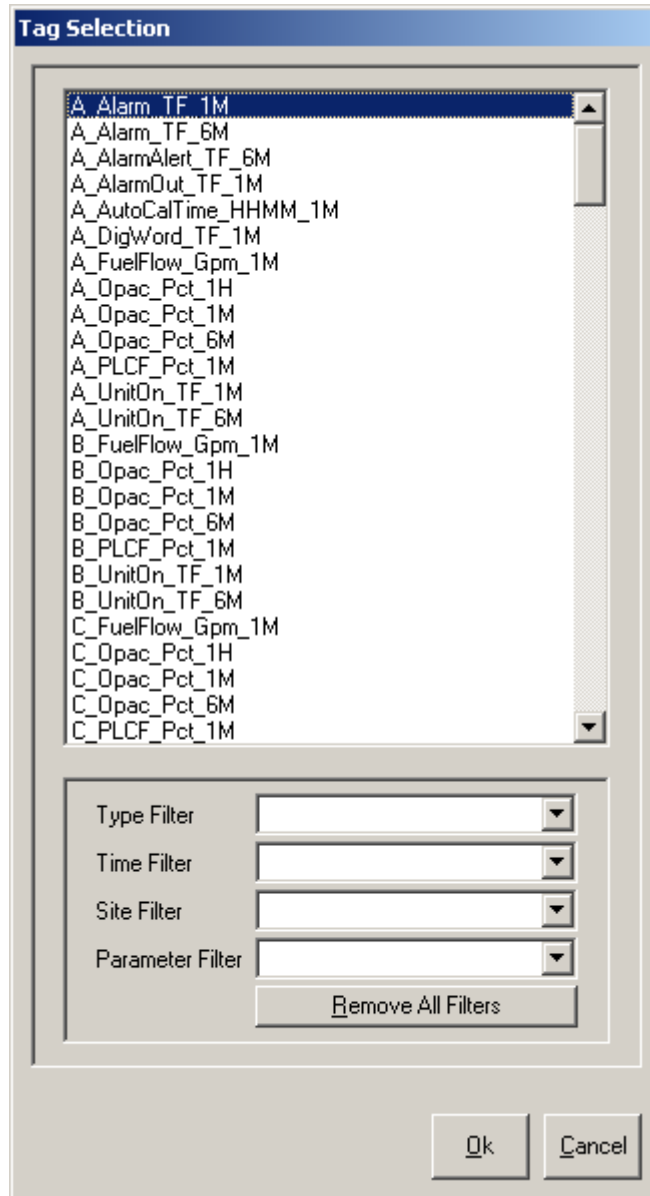 Tag Selection
A_Alarm_TF_1M
A_Alarm_TF_6M
A_AlarmAlert_TF_6M
A_AlarmOut_TF_1M
A_AutoCalTime_HHMM_1M
A_DigWord_TF_1M
A_FuelFlow_Gpm_1M
A_Opac_Pct_1H
A_Opac_Pct_1M
A_Opac_Pct_6M
A_PLCF_Pct_1M
A_UnitOn_TF_1M
A_UnitOn_TF_6M
B_FuelFlow_Gpm_1M
B_Opac_Pct_1H
B_Opac_Pct_1M
B_Opac_Pct_6M
B_PLCF_Pct_1M
B_UnitOn_TF_1M
B_UnitOn_TF_6M
C_FuelFlow_Gpm_1M
C_Opac_Pct_1H
C_Opac_Pct_1M
C_Opac_Pct_6M
C_PLCF_Pct_1M
Type Filter
Time Filter
Site Filter
Parameter Filter
Remove All Filters
Ok Cancel